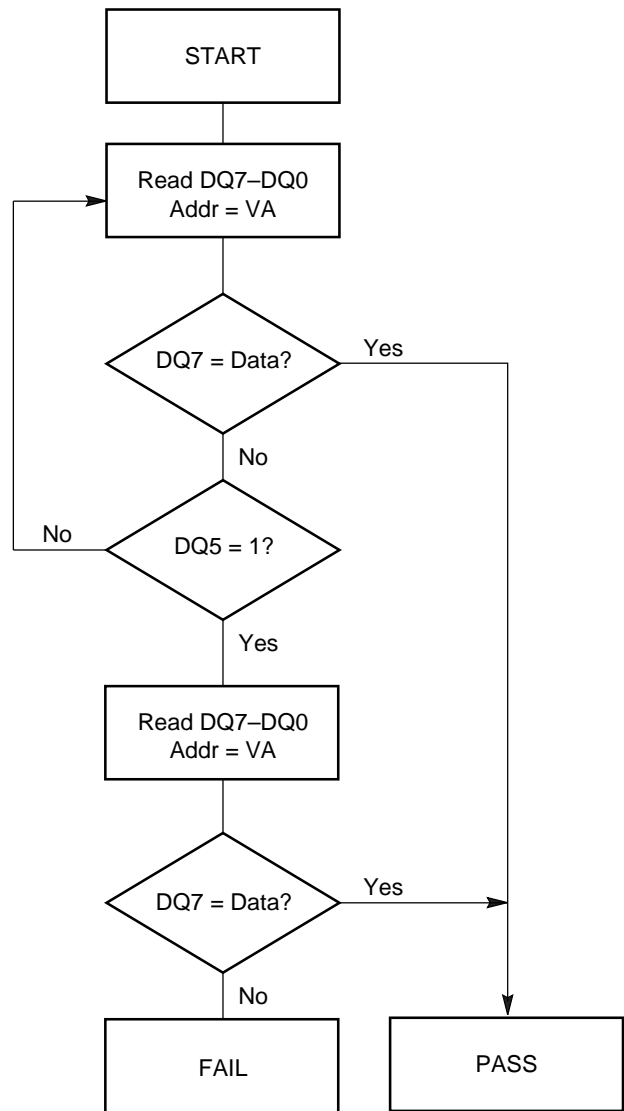 START
Read DQ7–DQ0
Addr = VA
DQ7 = Data?
Yes
No
No
DQ5 = 1?
Yes
Read DQ7–DQ0
Addr = VA
DQ7 = Data?
Yes
No
FAIL
PASS